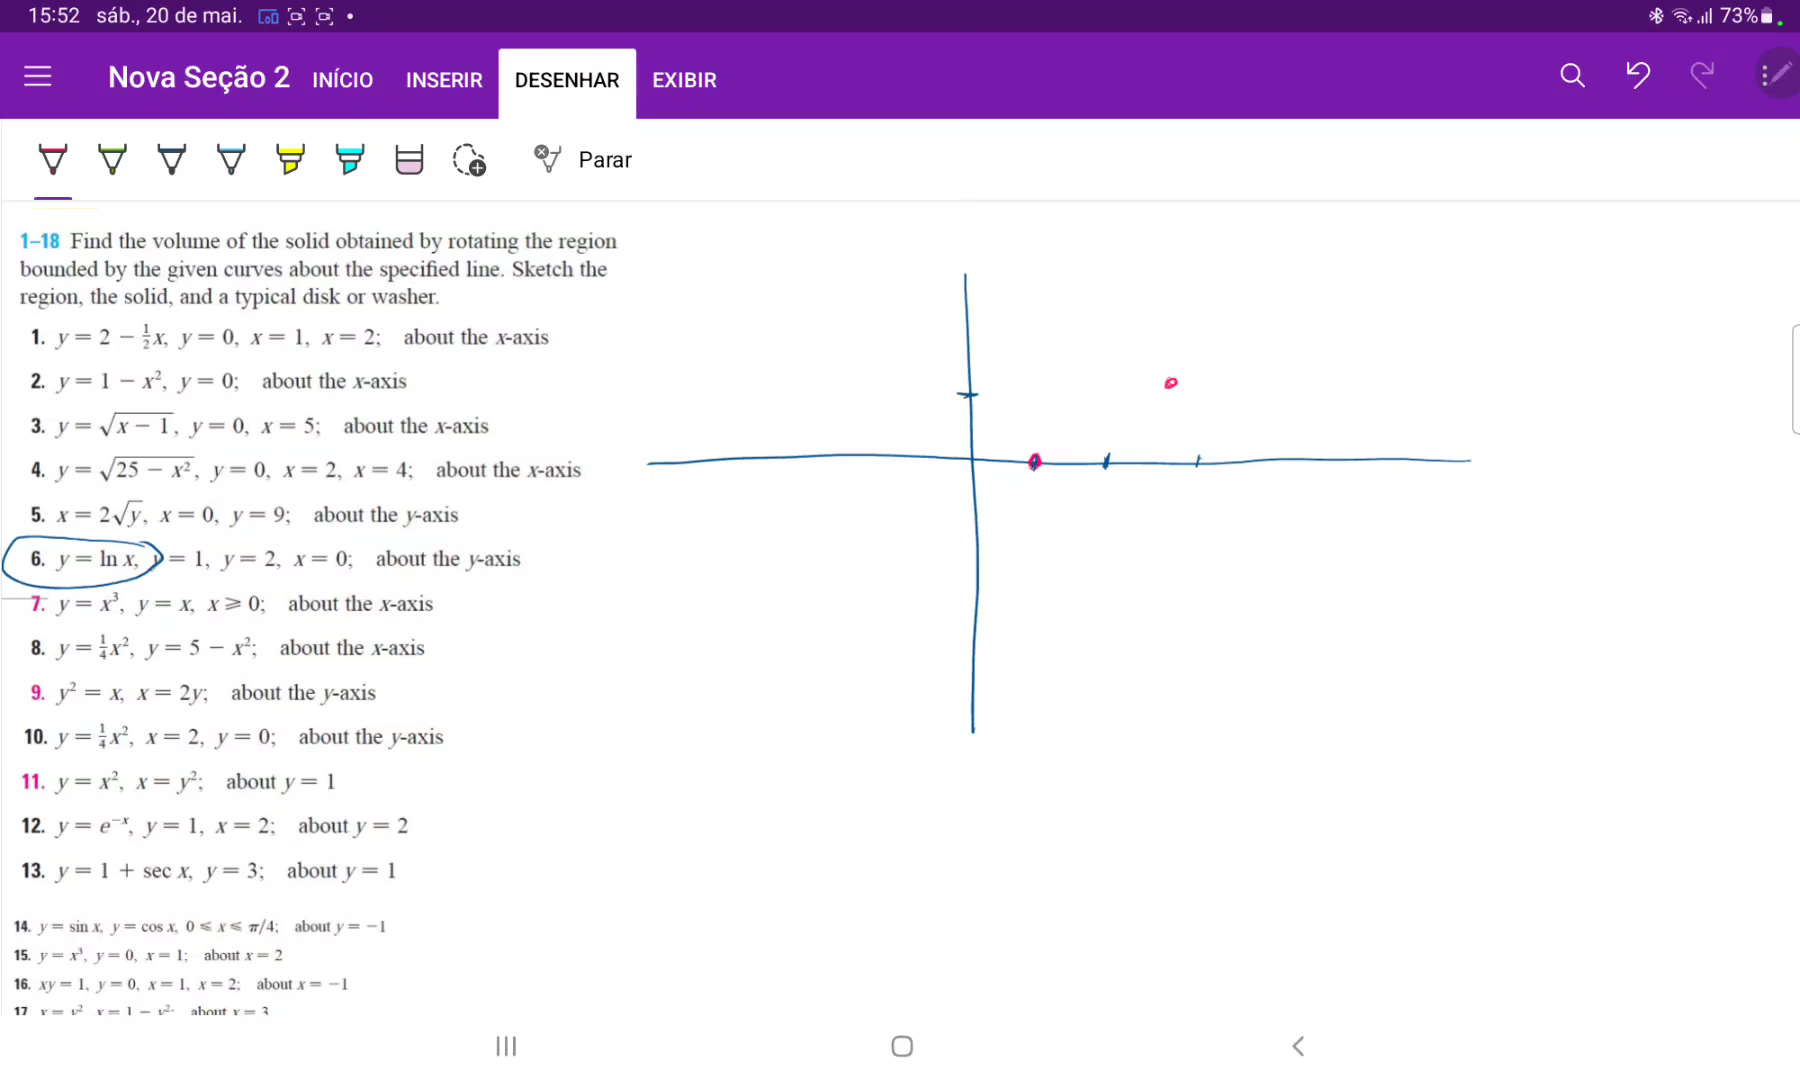 15:52 sáb., 20 de mai. 73%
Nova Seção 2 INÍCIO INSERIR DESENHAR EXIBIR
Parar
1–18 Find the volume of the solid obtained by rotating the region
bounded by the given curves about the specified line. Sketch the
region, the solid, and a typical disk or washer.
1. y = 2 − ½x, y = 0, x = 1, x = 2; about the x-axis
2. y = 1 − x², y = 0; about the x-axis
3. y = √(x − 1), y = 0, x = 5; about the x-axis
4. y = √(25 − x²), y = 0, x = 2, x = 4; about the x-axis
5. x = 2√y, x = 0, y = 9; about the y-axis
6. y = ln x, y = 1, y = 2, x = 0; about the y-axis
7. y = x³, y = x, x ≥ 0; about the x-axis
8. y = ¼x², y = 5 − x²; about the x-axis
9. y² = x, x = 2y; about the y-axis
10. y = ¼x², x = 2, y = 0; about the y-axis
11. y = x², x = y²; about y = 1
12. y = e⁻ˣ, y = 1, x = 2; about y = 2
13. y = 1 + sec x, y = 3; about y = 1
14. y = sin x, y = cos x, 0 ≤ x ≤ π/4; about y = −1
15. y = x³, y = 0, x = 1; about x = 2
16. xy = 1, y = 0, x = 1, x = 2; about x = −1
17 x = y² x = 1 − y²; about x = 3